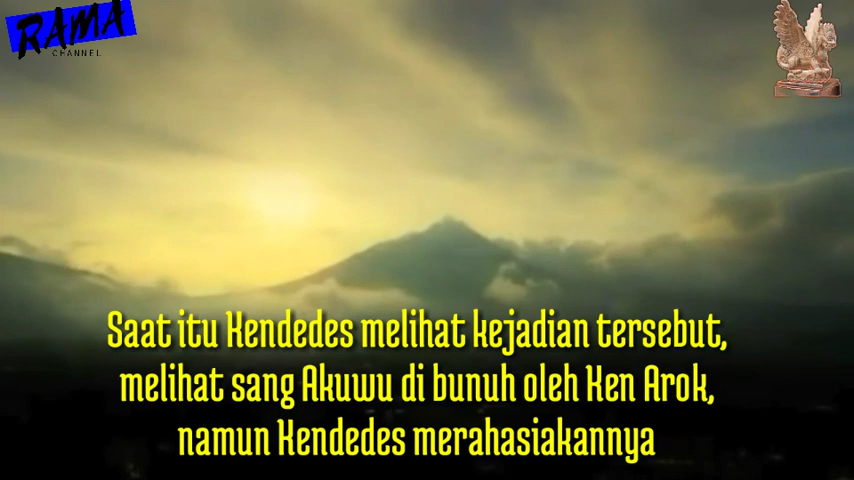 RAMA
CHANNEL
Saat itu Kendedes melihat kejadian tersebut,
melihat sang Akuwu di bunuh oleh Ken Arok,
namun Kendedes merahasiakannya